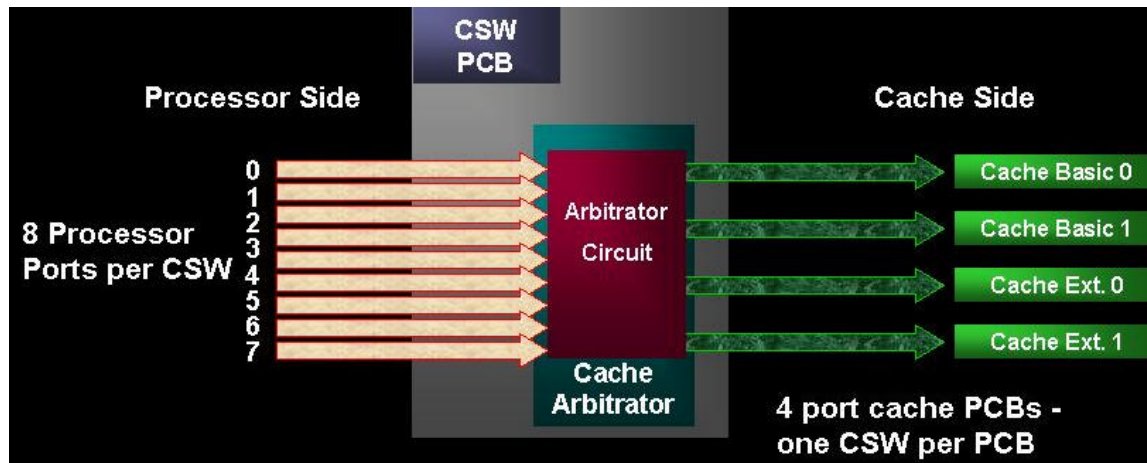 CSW
PCB
Processor Side
Cache Side
0
1
2
3
4
5
6
7
8 Processor
Ports per CSW
Arbitrator
Circuit
Cache
Arbitrator
Cache Basic 0
Cache Basic 1
Cache Ext. 0
Cache Ext. 1
4 port cache PCBs -
one CSW per PCB